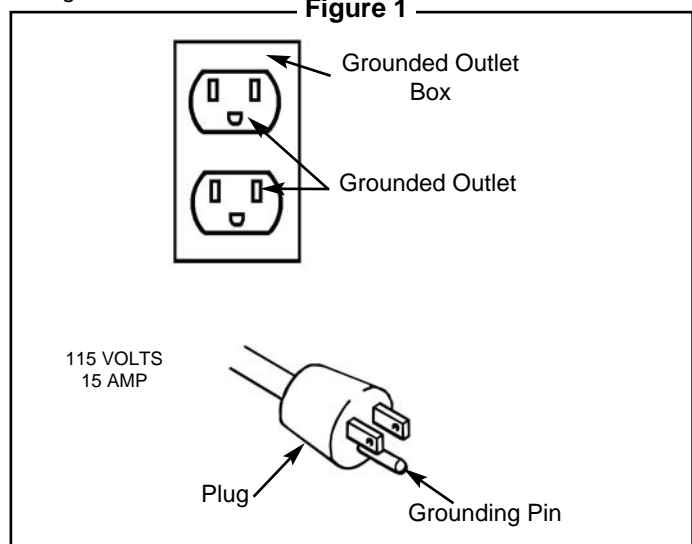 Figure 1
Grounded Outlet
Box
Grounded Outlet
115 VOLTS
15 AMP
Plug
Grounding Pin